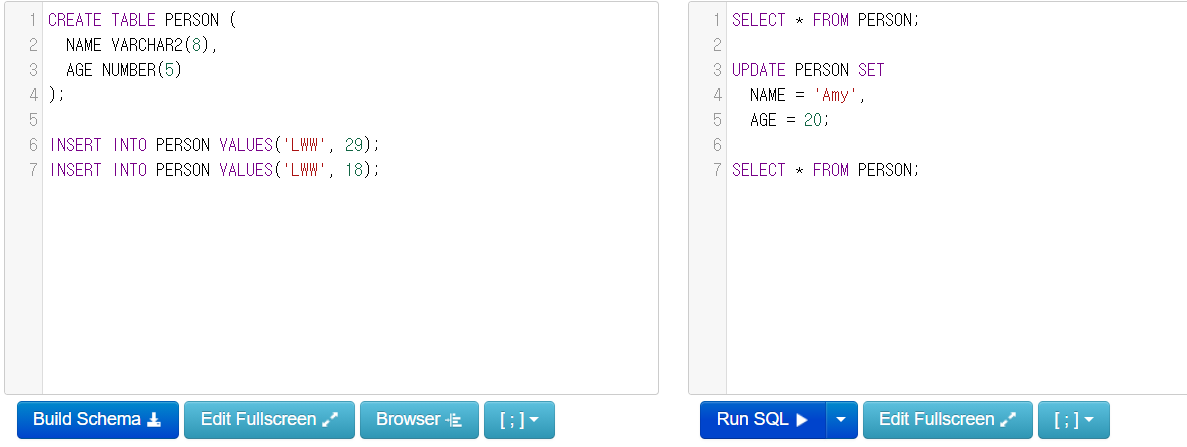 1 CREATE TABLE PERSON (
2 NAME VARCHAR2(8),
3 AGE NUMBER(5)
4 );
5
6 INSERT INTO PERSON VALUES('LWW', 29);
7 INSERT INTO PERSON VALUES('LWW', 18);
Build Schema Edit Fullscreen Browser [ ; ]
1 SELECT * FROM PERSON;
2
3 UPDATE PERSON SET
4 NAME = 'Amy',
5 AGE = 20;
6
7 SELECT * FROM PERSON;
Run SQL Edit Fullscreen [ ; ]